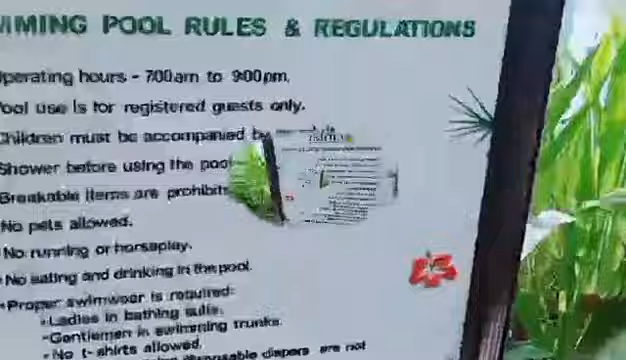 MING POOL RULES & REGULATIONS
perating hours - 7:00am to 9:00pm.
ool use is for registered guests only.
Children must be accompanied by
Shower before using the pool
Breakable items are prohibit
No pets allowed.
No running or horseplay.
No eating and drinking in the pool.
•Proper swimwear is required:
•Ladies in bathing suits.
•Gentlemen in swimming trunks.
•No t-shirts allowed.
disposable diapers are not